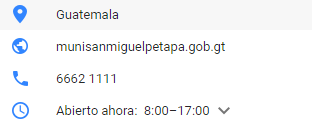 Guatemala
munisanmiguelpetapa.gob.gt
6662 1111
Abierto ahora: 8:00–17:00